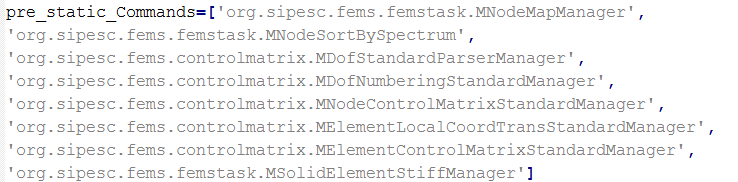 pre_static_Commands=['org.sipesc.fems.femstask.MNodeMapManager',
'org.sipesc.fems.femstask.MNodeSortBySpectrum',
'org.sipesc.fems.controlmatrix.MDofStandardParserManager',
'org.sipesc.fems.controlmatrix.MDofNumberingStandardManager',
'org.sipesc.fems.controlmatrix.MNodeControlMatrixStandardManager',
'org.sipesc.fems.controlmatrix.MElementLocalCoordTransStandardManager',
'org.sipesc.fems.controlmatrix.MElementControlMatrixStandardManager',
'org.sipesc.fems.femstask.MSolidElementStiffManager']